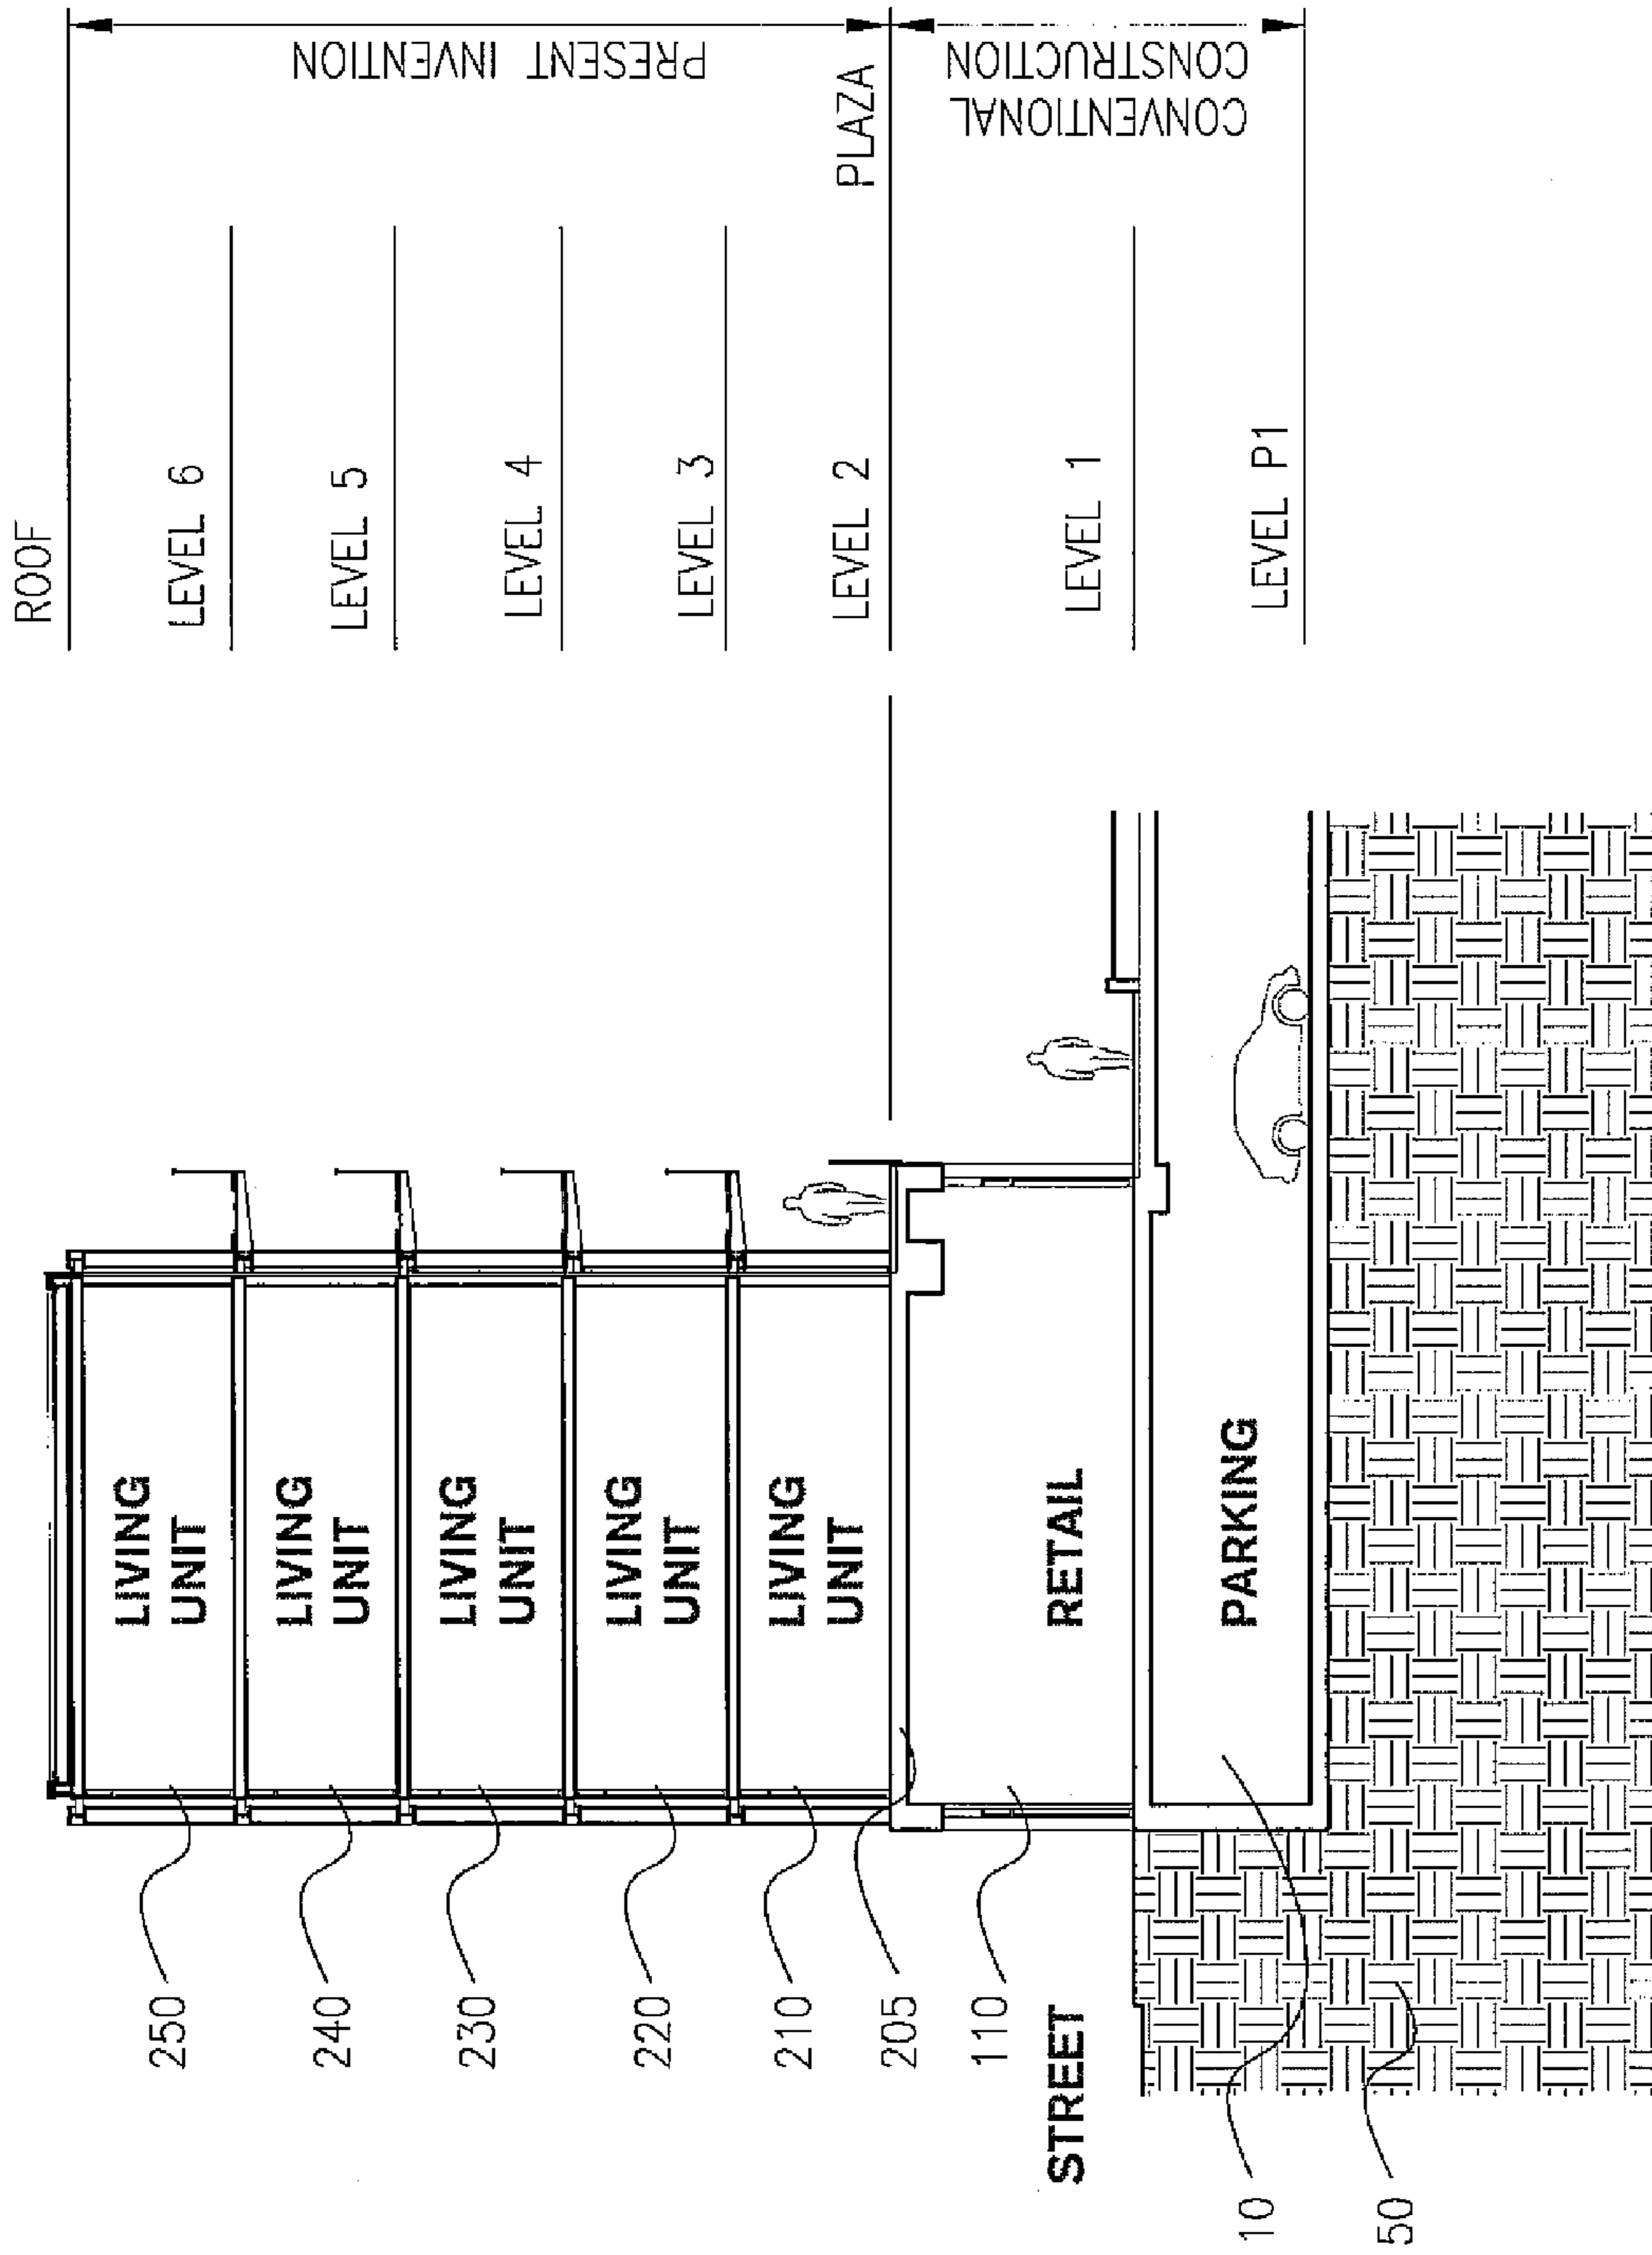 ROOF
LEVEL 6
LEVEL 5
LEVEL 4
LEVEL 3
LEVEL 2
PLAZA
LEVEL 1
LEVEL P1
PRESENT INVENTION
CONVENTIONAL
CONSTRUCTION
250
LIVING
UNIT
240
LIVING
UNIT
230
LIVING
UNIT
220
LIVING
UNIT
210
LIVING
UNIT
205
110
RETAIL
STREET
PARKING
10
50